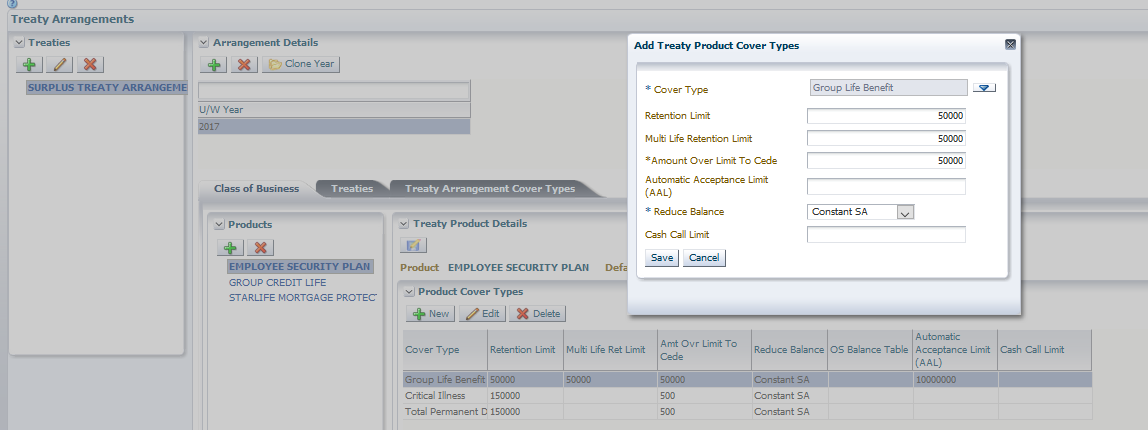 Treaty Arrangements
Treaties
SURPLUS TREATY ARRANGEME
Arrangement Details
Clone Year
U/W Year
2017
Class of Business
Treaties
Treaty Arrangement Cover Types
Products
EMPLOYEE SECURITY PLAN
GROUP CREDIT LIFE
STARLIFE MORTGAGE PROTECT
Treaty Product Details
Product EMPLOYEE SECURITY PLAN Defa
Product Cover Types
New Edit Delete
Cover Type Retention Limit Multi Life Ret Limit Amt Ovr Limit To Cede Reduce Balance OS Balance Table Automatic Acceptance Limit (AAL) Cash Call Limit
Group Life Benefit 50000 50000 50000 Constant SA 10000000
Critical Illness 150000 500 Constant SA
Total Permanent D 150000 500 Constant SA
Add Treaty Product Cover Types
* Cover Type Group Life Benefit
Retention Limit 50000
Multi Life Retention Limit 50000
*Amount Over Limit To Cede 50000
Automatic Acceptance Limit
(AAL)
* Reduce Balance Constant SA
Cash Call Limit
Save Cancel